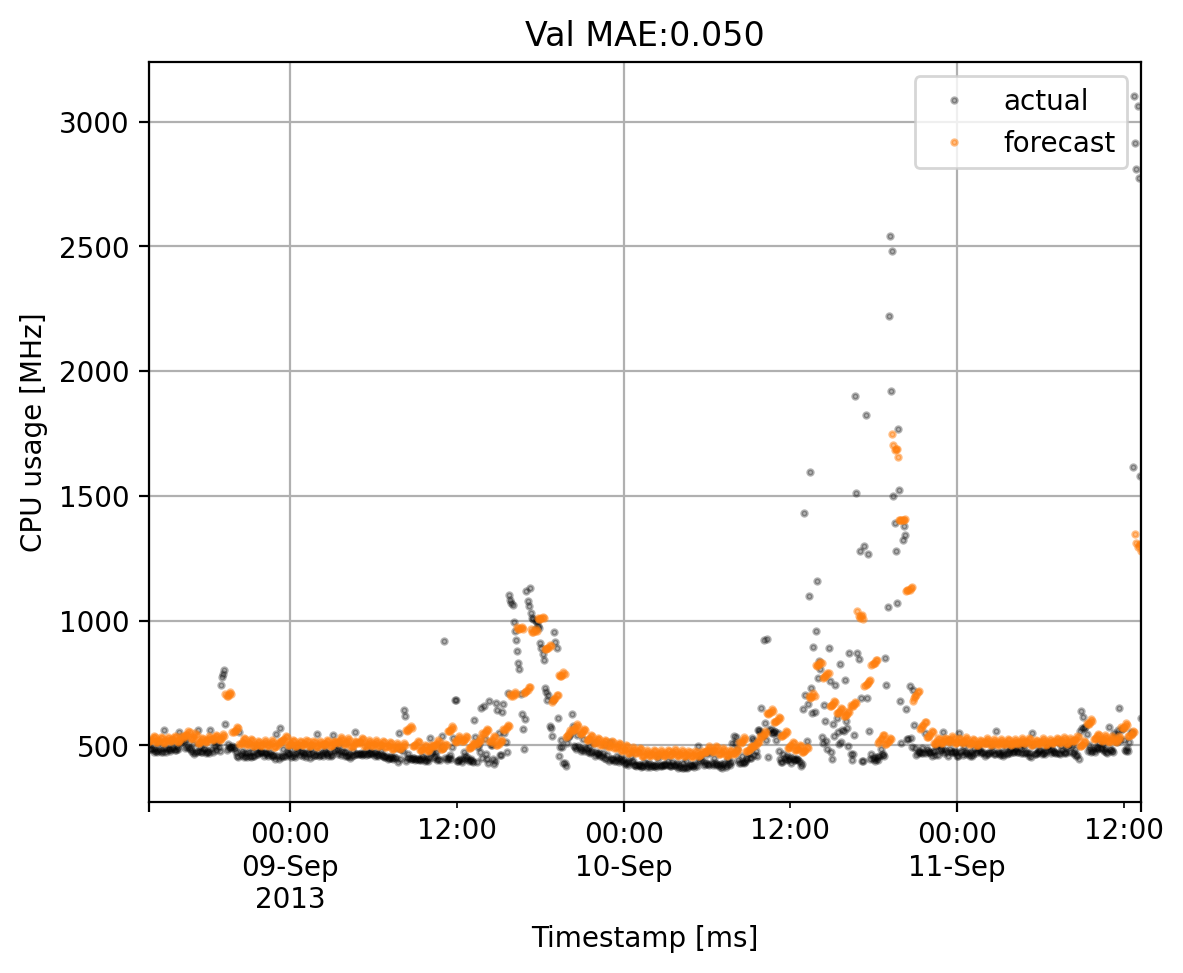 Val MAE:0.050
actual
forecast
3000
2500
2000
1500
1000
500
CPU usage [MHz]
00:00 12:00 00:00 12:00 00:00 12:00
09-Sep 10-Sep 11-Sep
2013
Timestamp [ms]